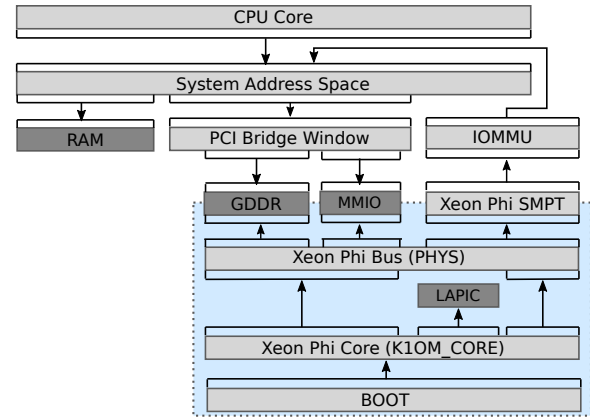 CPU Core
System Address Space
RAM
PCI Bridge Window
IOMMU
GDDR
MMIO
Xeon Phi SMPT
Xeon Phi Bus (PHYS)
LAPIC
Xeon Phi Core (K1OM_CORE)
BOOT